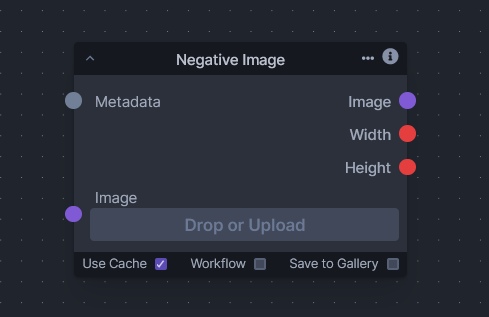 Negative Image
Metadata
Image
Width
Height
Image
Drop or Upload
Use Cache Workflow Save to Gallery